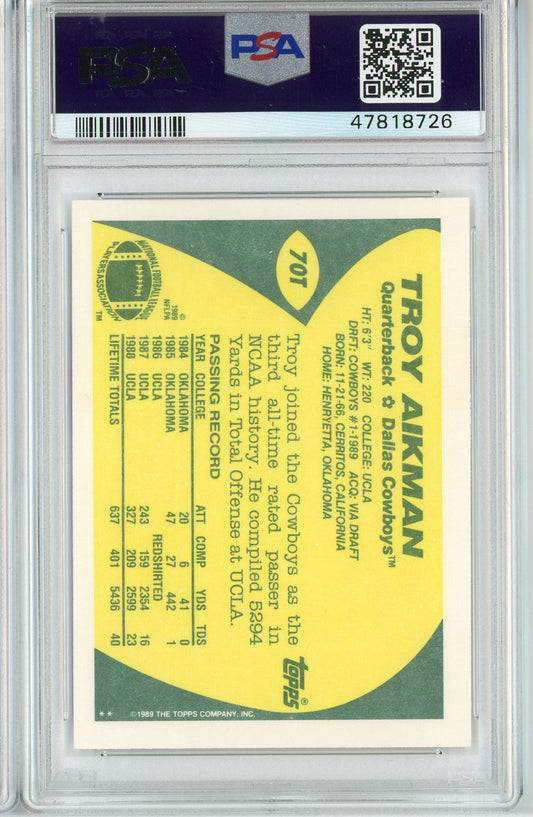 PSA
PSA
47818726
70T
TROY AIKMAN
Quarterback ✪ Dallas Cowboys™
HT: 6'3" WT: 220 COLLEGE: UCLA
DRFT: COWBOYS #1-1989 ACQ: VIA DRAFT
BORN: 11-21-66, CERRITOS, CALIFORNIA
HOME: HENRYETTA, OKLAHOMA
Troy joined the Cowboys as the
third all-time rated passer in
NCAA history. He compiled 5294
Yards in Total Offense at UCLA.
PASSING RECORD
YEAR COLLEGE ATT COMP YDS TDS
1984 OKLAHOMA 20 6 41 0
1985 OKLAHOMA 47 27 442 1
1986 UCLA REDSHIRTED
1987 UCLA 243 159 2354 16
1988 UCLA 327 209 2599 23
LIFETIME TOTALS 637 401 5436 40
NATIONAL FOOTBALL LEAGUE
PLAYERS ASSOCIATION
TM
©
1989
NFLPA
topps®
** ©1989 THE TOPPS COMPANY, INC.